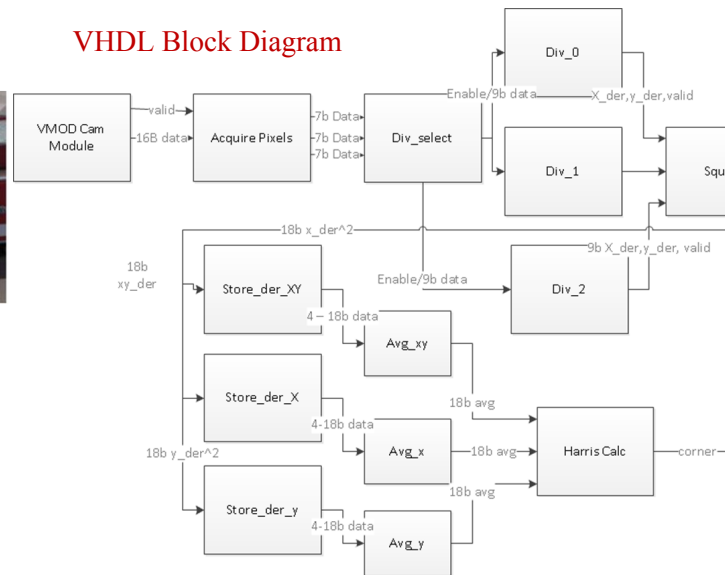 VHDL Block Diagram
VMOD Cam
Module
valid
16B data
Acquire Pixels
7b Data
7b Data
7b Data
Div_select
Enable/9b data
Div_0
X_der,y_der,valid
Div_1
Squ
18b x_der^2
9b X_der,y_der, valid
Enable/9b data
Div_2
18b
xy_der
Store_der_XY
4 – 18b data
Avg_xy
18b avg
Store_der_X
4-18b data
Avg_x
18b avg
Harris Calc
corner
18b y_der^2
Store_der_y
4-18b data
Avg_y
18b avg